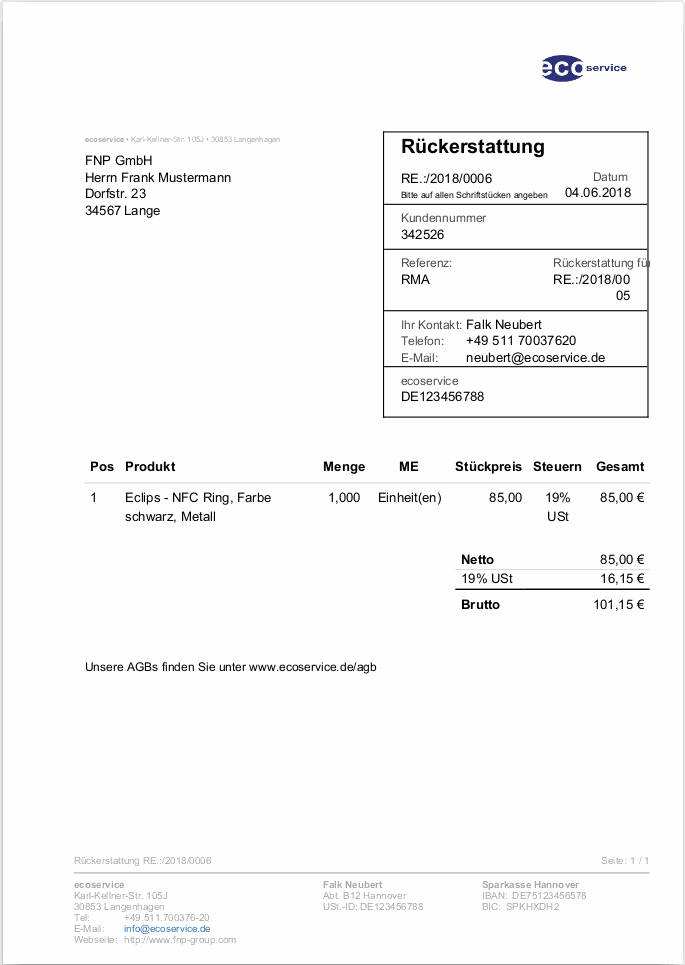 eco service
ecoservice • Karl-Kellner-Str. 105J • 30853 Langenhagen
FNP GmbH
Herrn Frank Mustermann
Dorfstr. 23
34567 Lange
Rückerstattung
RE.:/2018/0006 Datum
Bitte auf allen Schriftstücken angeben 04.06.2018
Kundennummer
342526
Referenz: Rückerstattung für
RMA RE.:/2018/00
05
Ihr Kontakt: Falk Neubert
Telefon: +49 511 70037620
E-Mail: neubert@ecoservice.de
ecoservice
DE123456788
Pos Produkt Menge ME Stückpreis Steuern Gesamt
1 Eclips - NFC Ring, Farbe 1,000 Einheit(en) 85,00 19% 85,00 €
schwarz, Metall USt
Netto 85,00 €
19% USt 16,15 €
Brutto 101,15 €
Unsere AGBs finden Sie unter www.ecoservice.de/agb
Rückerstattung RE.:/2018/0006 Seite: 1 / 1
ecoservice Falk Neubert Sparkasse Hannover
Karl-Kellner-Str. 105J Abt. B12 Hannover IBAN: DE75123456578
30853 Langenhagen USt.-ID: DE123456788 BIC: SPKHXDH2
Tel: +49.511.700376-20
E-Mail: info@ecoservice.de
Webseite: http://www.fnp-group.com